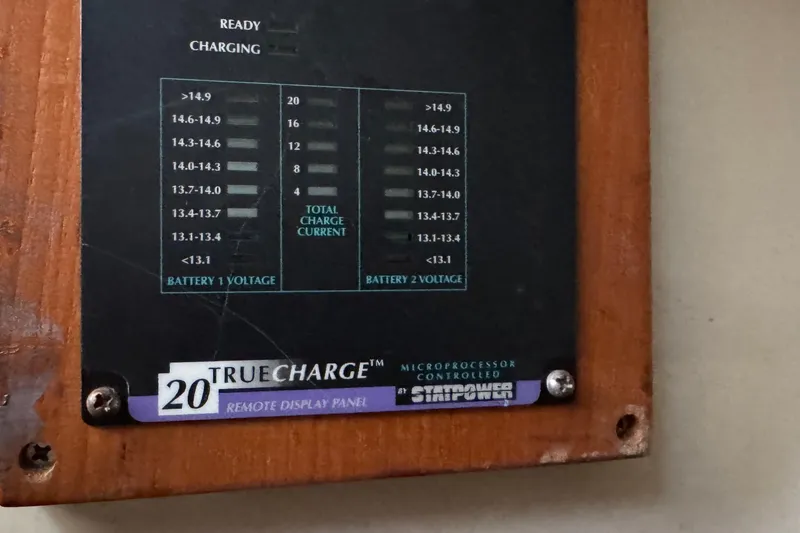 READY
CHARGING
>14.9
14.6-14.9
14.3-14.6
14.0-14.3
13.7-14.0
13.4-13.7
13.1-13.4
<13.1
BATTERY 1 VOLTAGE
20
16
12
8
4
TOTAL
CHARGE
CURRENT
>14.9
14.6-14.9
14.3-14.6
14.0-14.3
13.7-14.0
13.4-13.7
13.1-13.4
<13.1
BATTERY 2 VOLTAGE
20 TRUECHARGE™
REMOTE DISPLAY PANEL
MICROPROCESSOR
CONTROLLED
BY STATPOWER